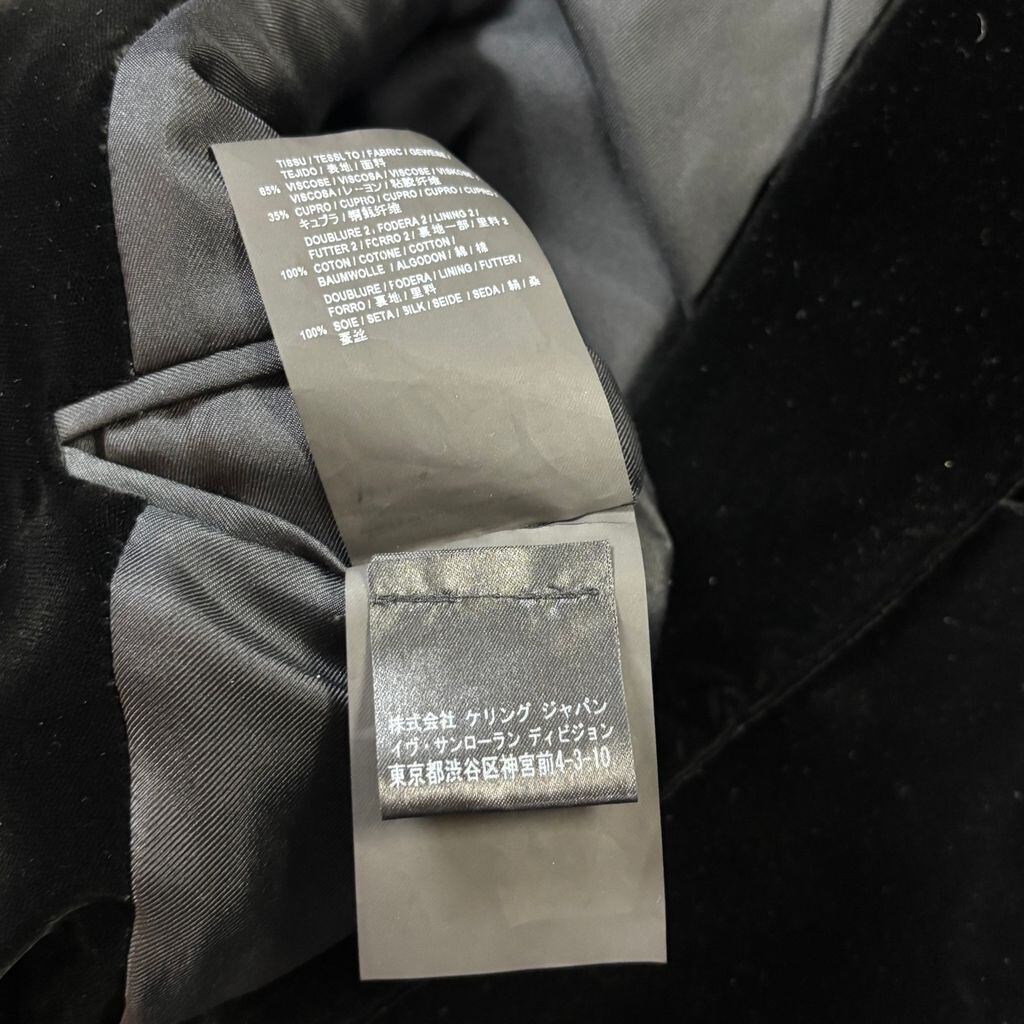 TISSU / TESSUTO / FABRIC / GEWEBE /
TEJIDO / 表地 / 面料
65% VISCOSE / VISCOSA / VISCOSE / VISKOSE
VISCOSA / レーヨン / 粘胶纤维
35% CUPRO / CUPRO / CUPRO / CUPRO / CUPRO /
キュプラ / 铜氨纤维
DOUBLURE 2 / FODERA 2 / LINING 2 /
FUTTER 2 / FORRO 2 / 裏地一部 / 里料 2
100% COTON / COTONE / COTTON /
BAUMWOLLE / ALGODON / 綿 / 棉
DOUBLURE / FODERA / LINING / FUTTER /
FORRO / 裏地 / 里料
100% SOIE / SETA / SILK / SEIDE / SEDA / 絹 / 桑
蚕丝
株式会社 ケリング ジャパン
イヴ・サンローラン ディビジョン
東京都渋谷区神宮前4-3-10